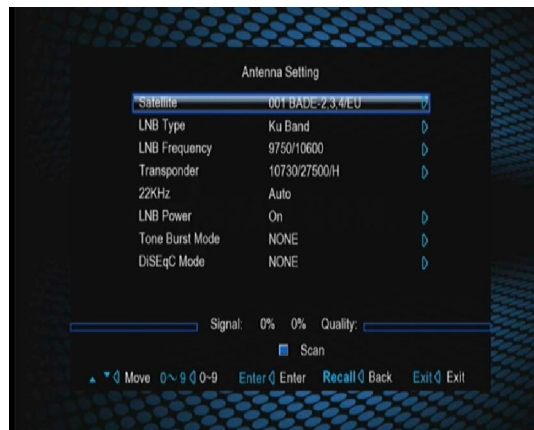 Antenna Setting
Satellite 001 BADE-2,3,4/EU
LNB Type Ku Band
LNB Frequency 9750/10600
Transponder 10730/27500/H
22KHz Auto
LNB Power On
Tone Burst Mode NONE
DiSEqC Mode NONE
Signal: 0% 0% Quality:
Scan
Move 0~9 0~9 Enter Enter Recall Back Exit Exit